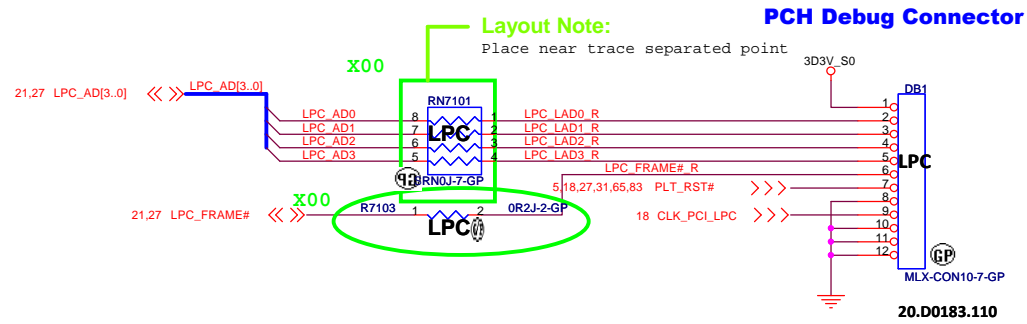 PCH Debug Connector
Layout Note:
Place near trace separated point
X00
3D3V_S0
21,27 LPC_AD[3..0]
LPC_AD[3..0]
RN7101
DB1
LPC_AD0 8 1 LPC_LAD0_R
LPC_AD1 7 2 LPC_LAD1_R
LPC_AD2 6 3 LPC_LAD2_R
LPC_AD3 5 4 LPC_LAD3_R
LPC
GP
SRN0J-7-GP
X00
LPC_FRAME#_R
5,18,27,31,65,83 PLT_RST#
21,27 LPC_FRAME#
R7103
1 2
0R2J-2-GP
LPC
18 CLK_PCI_LPC
1
2
3
4
5
6
7
8
9
10
11
12
LPC
GP
MLX-CON10-7-GP
20.D0183.110